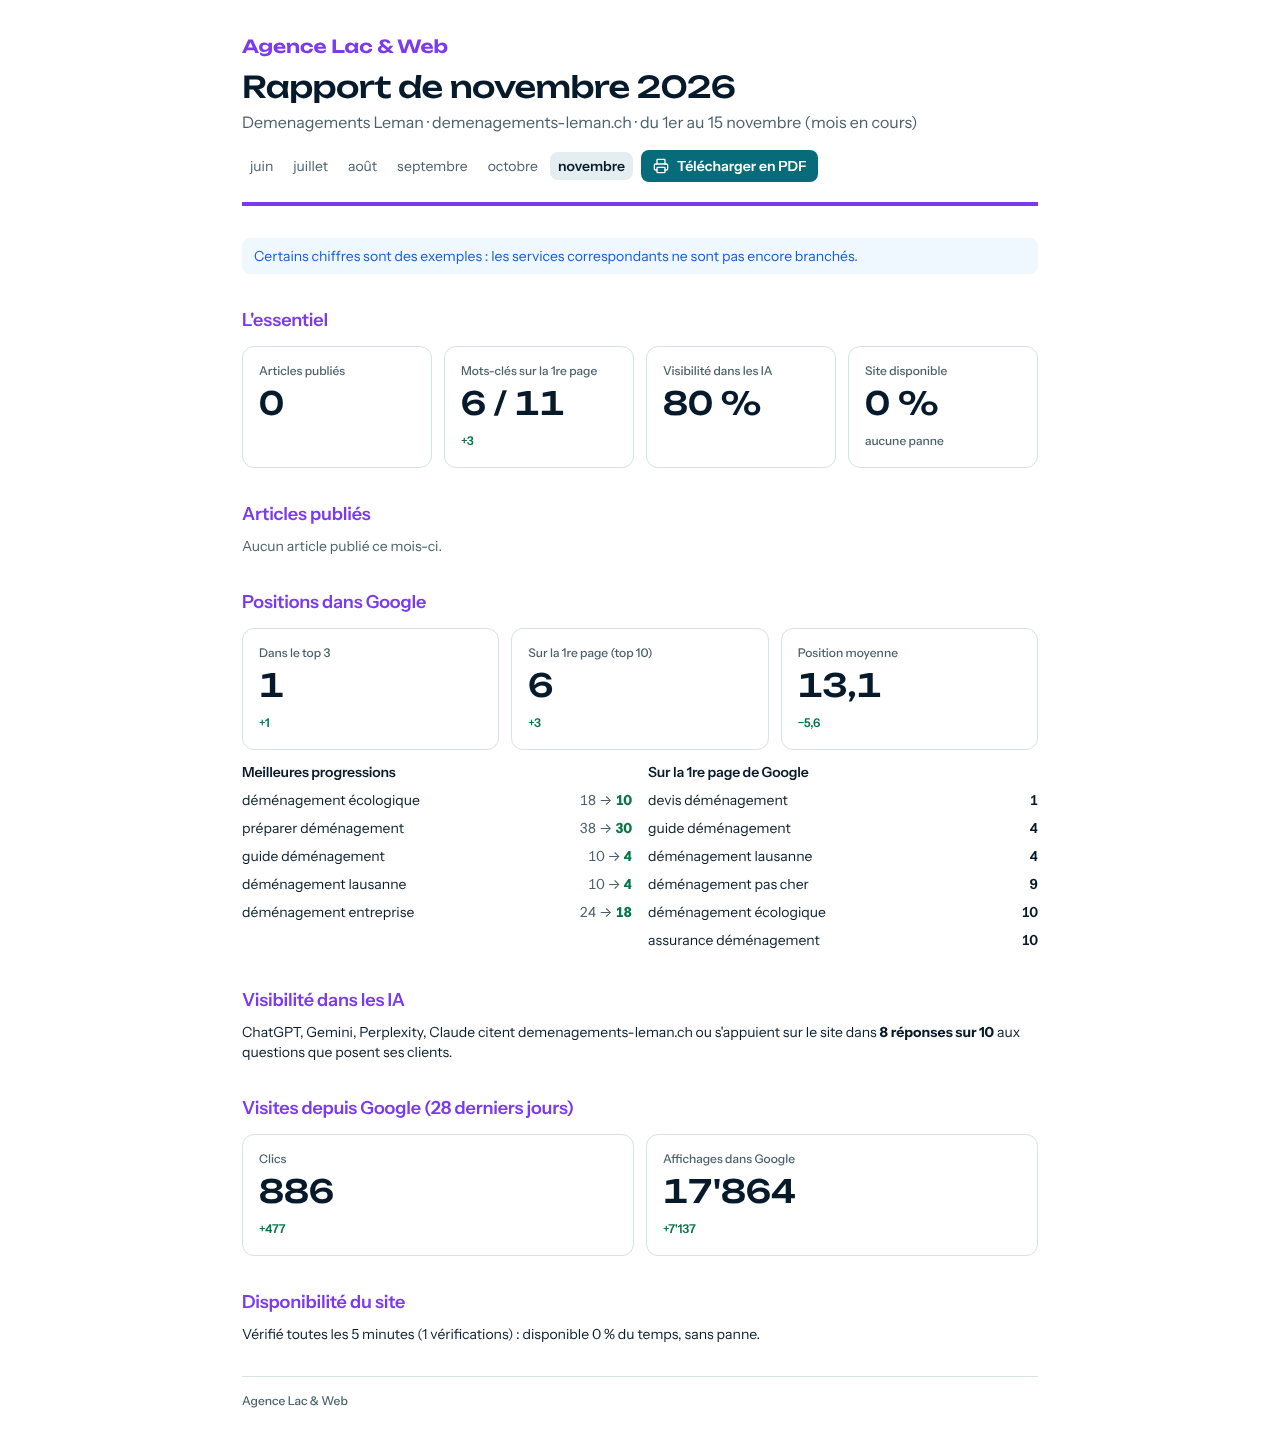 Agence Lac & Web
Rapport de novembre 2026
Demenagements Leman · demenagements-leman.ch · du 1er au 15 novembre (mois en cours)
juin juillet août septembre octobre novembre Télécharger en PDF
Certains chiffres sont des exemples : les services correspondants ne sont pas encore branchés.
L'essentiel
Articles publiés
0
Mots-clés sur la 1re page
6 / 11
+3
Visibilité dans les IA
80 %
Site disponible
0 %
aucune panne
Articles publiés
Aucun article publié ce mois-ci.
Positions dans Google
Dans le top 3
1
+1
Sur la 1re page (top 10)
6
+3
Position moyenne
13,1
−5,6
Meilleures progressions
déménagement écologique 18 → 10
préparer déménagement 38 → 30
guide déménagement 10 → 4
déménagement lausanne 10 → 4
déménagement entreprise 24 → 18
Sur la 1re page de Google
devis déménagement 1
guide déménagement 4
déménagement lausanne 4
déménagement pas cher 9
déménagement écologique 10
assurance déménagement 10
Visibilité dans les IA
ChatGPT, Gemini, Perplexity, Claude citent demenagements-leman.ch ou s'appuient sur le site dans 8 réponses sur 10 aux
questions que posent ses clients.
Visites depuis Google (28 derniers jours)
Clics
886
+477
Affichages dans Google
17'864
+7'137
Disponibilité du site
Vérifié toutes les 5 minutes (1 vérifications) : disponible 0 % du temps, sans panne.
Agence Lac & Web